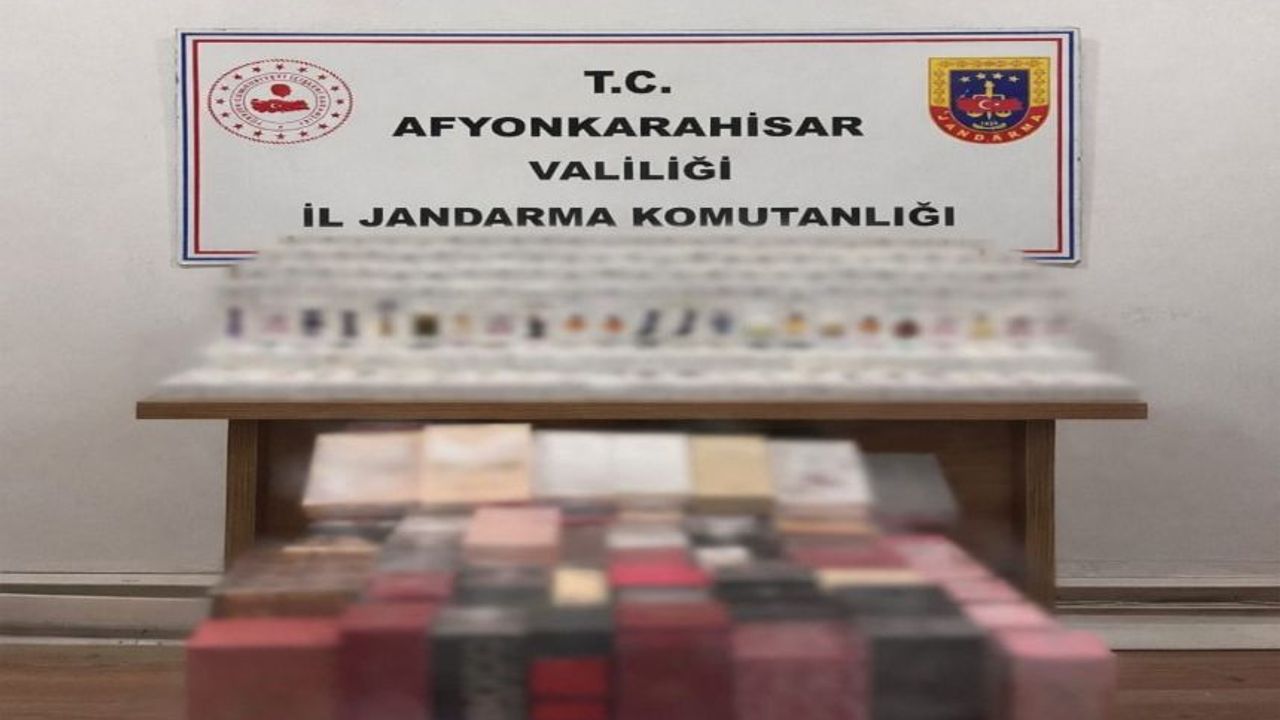 T.C.
AFYONKARAHİSAR
VALİLİĞİ
İL JANDARMA KOMUTANLIĞI
JANDARMA